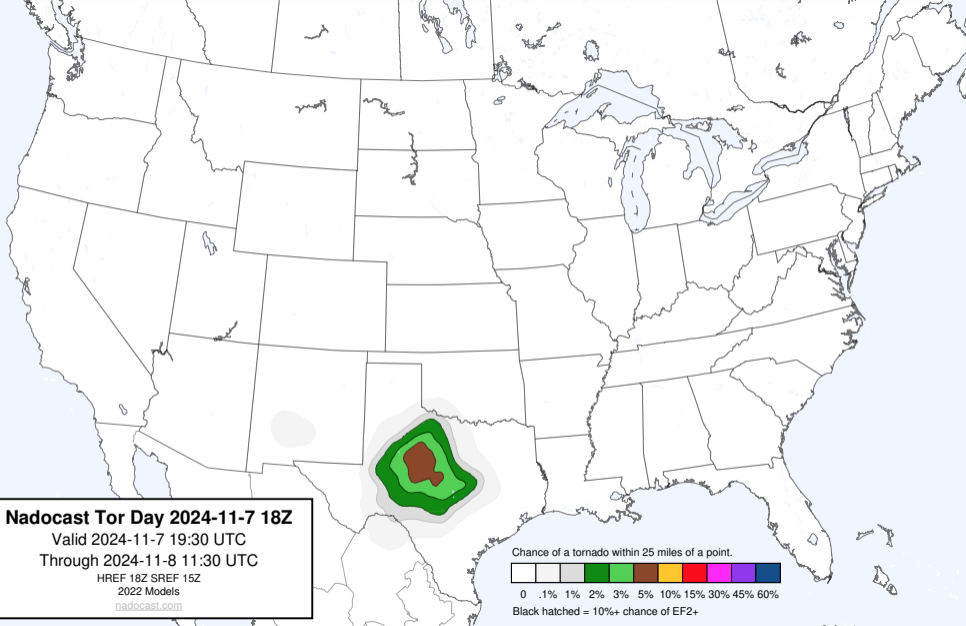 Nadocast Tor Day 2024-11-7 18Z
Valid 2024-11-7 19:30 UTC
Through 2024-11-8 11:30 UTC
HREF 18Z SREF 15Z
2022 Models
nadocast.com
Chance of a tornado within 25 miles of a point.
0 .1% 1% 2% 3% 5% 10% 15% 30% 45% 60%
Black hatched = 10%+ chance of EF2+